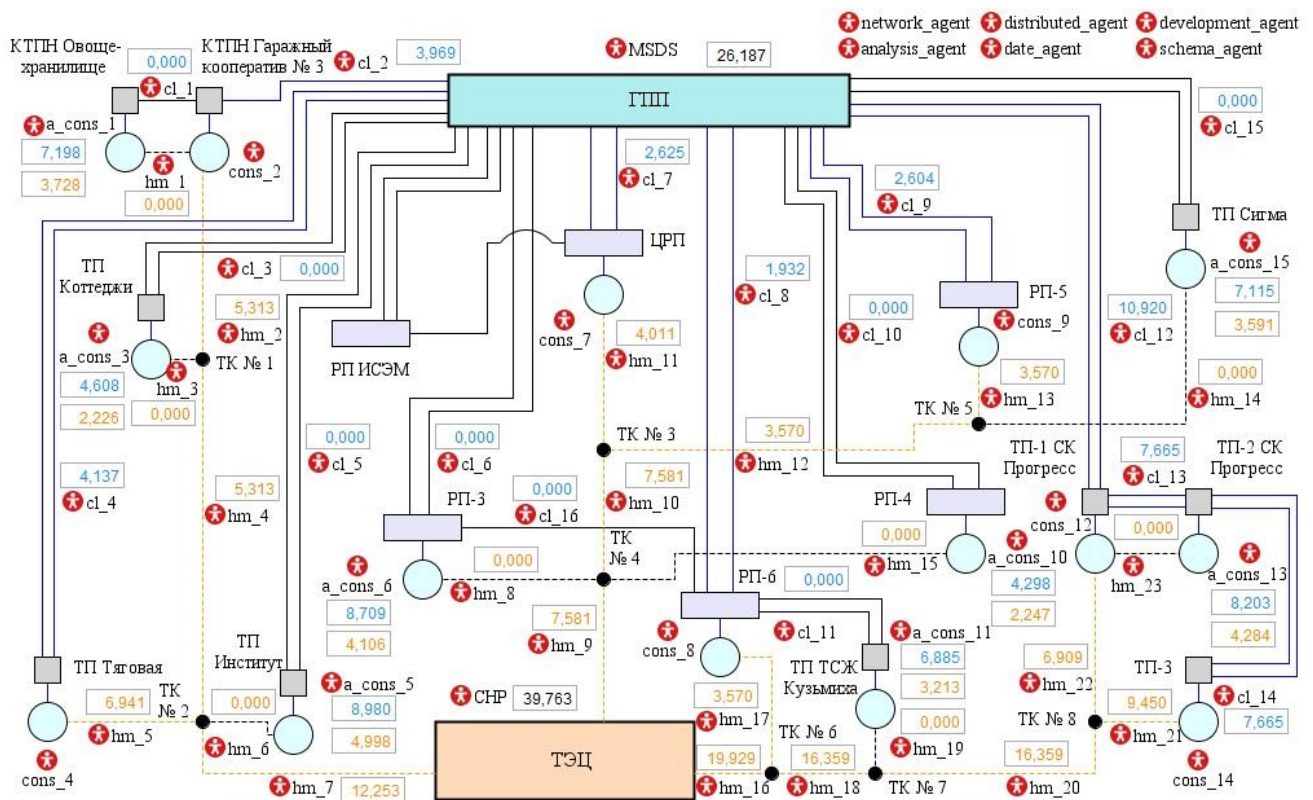 network_agent distributed_agent development_agent
analysis_agent date_agent schema_agent
КТПН Овоще-
хранилище
КТПН Гаражный
кооператив № 3
0,000
cl_1
cl_2
3,969
MSDS
26,187
ГПП
a_cons_1
7,198
3,728
hm_1
0,000
cons_2
2,625
cl_7
2,604
cl_9
0,000
cl_15
ТП
Коттеджи
cl_3
0,000
ЦРП
ТП Сигма
a_cons_15
7,115
3,591
5,313
hm_2
1,932
cl_8
0,000
cl_10
РП-5
cons_9
10,920
cl_12
a_cons_3
4,608
2,226
hm_3
0,000
ТК № 1
РП ИСЭМ
cons_7
4,011
hm_11
3,570
hm_13
0,000
hm_14
ТК № 5
4,137
cl_4
5,313
hm_4
0,000
cl_5
0,000
cl_6
ТК № 3
3,570
hm_12
ТП-1 СК
Прогресс
7,665
cl_13
ТП-2 СК
Прогресс
РП-3
0,000
cl_16
7,581
hm_10
РП-4
cons_12
0,000
hm_23
a_cons_13
8,203
4,284
a_cons_6
8,709
4,106
0,000
hm_8
ТК
№ 4
0,000
hm_15
a_cons_10
4,298
2,247
РП-6
0,000
7,581
hm_9
cons_8
cl_11
a_cons_11
6,885
3,213
0,000
hm_19
ТП ТСЖ
Кузьмиха
6,909
hm_22
ТП-3
cl_14
7,665
ТП Тяговая
6,941
hm_5
cons_4
ТК
№ 2
ТП
Институт
0,000
hm_6
a_cons_5
8,980
4,998
CHP
39,763
ТЭЦ
3,570
hm_17
ТК № 6
ТК № 8
9,450
hm_21
cons_14
hm_7
12,253
19,929
hm_16
16,359
hm_18
ТК № 7
16,359
hm_20